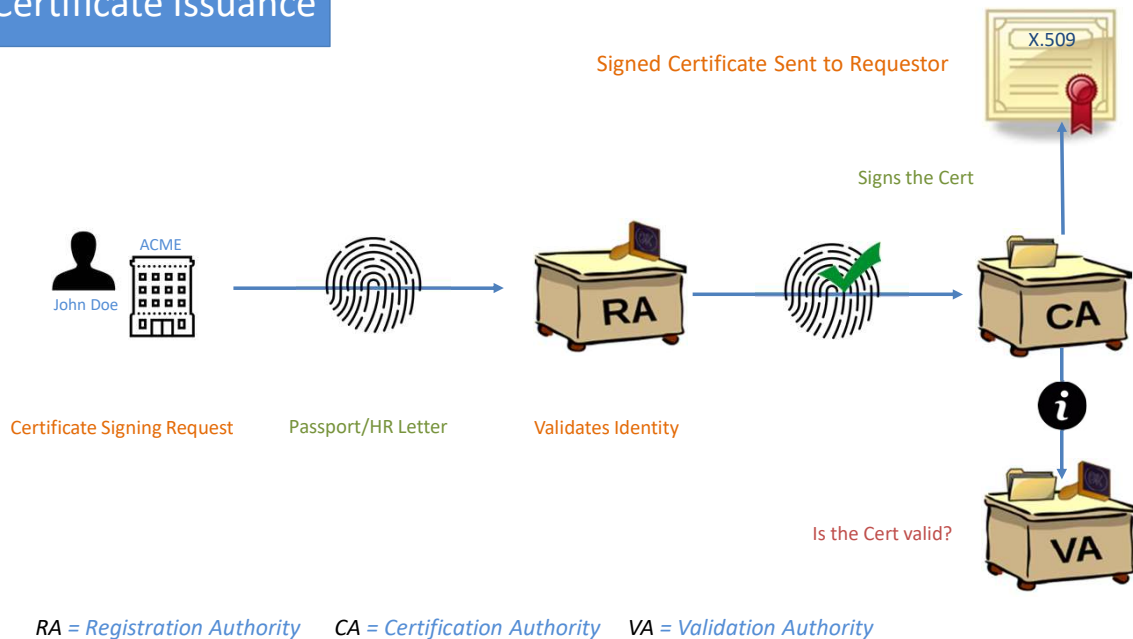 Certificate Issuance
X.509
Signed Certificate Sent to Requestor
Signs the Cert
ACME
John Doe
RA
CA
Certificate Signing Request
Passport/HR Letter
Validates Identity
Is the Cert valid?
VA
RA = Registration Authority CA = Certification Authority VA = Validation Authority